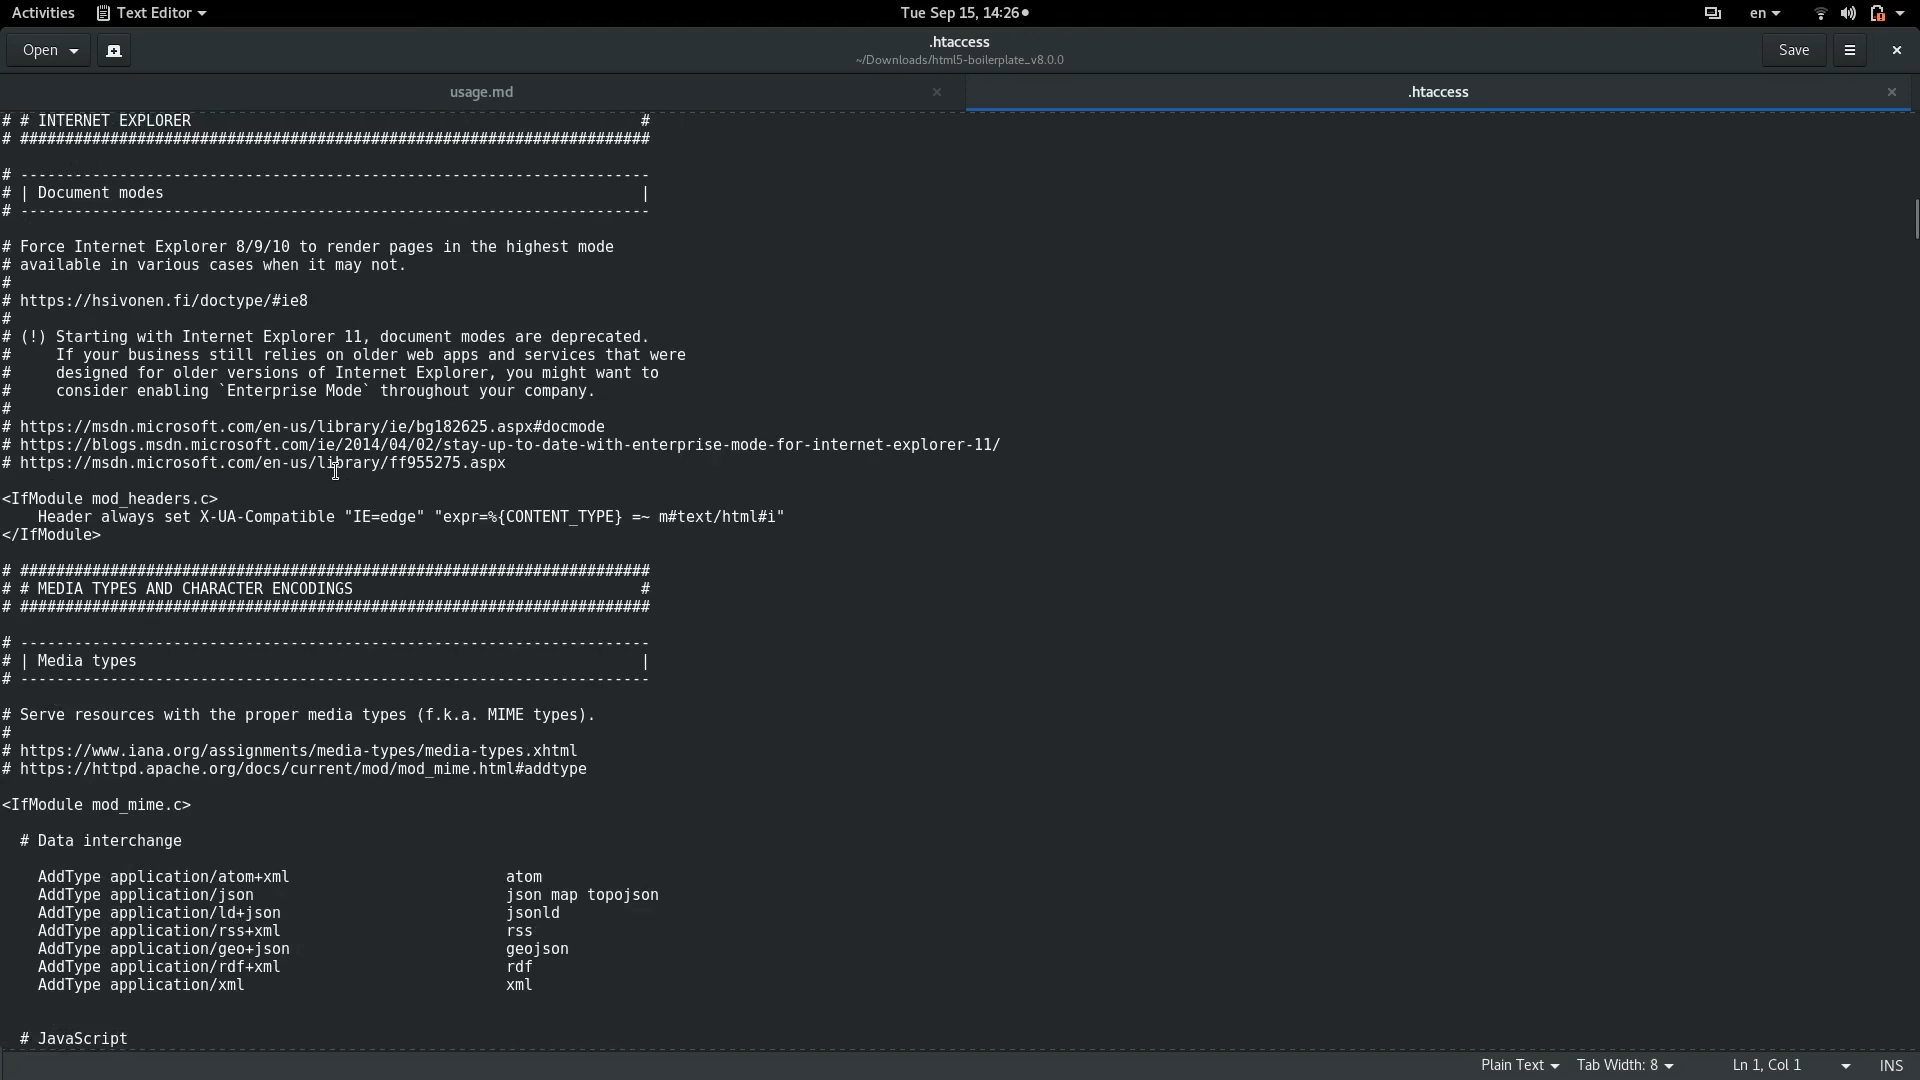 Activities Text Editor Tue Sep 15, 14:26 en
Open .htaccess Save
~/Downloads/html5-boilerplate_v8.0.0
usage.md .htaccess
# # INTERNET EXPLORER                                                  #
# ######################################################################

# ----------------------------------------------------------------------
# | Document modes                                                     |
# ----------------------------------------------------------------------

# Force Internet Explorer 8/9/10 to render pages in the highest mode
# available in various cases when it may not.
#
# https://hsivonen.fi/doctype/#ie8
#
# (!) Starting with Internet Explorer 11, document modes are deprecated.
#     If your business still relies on older web apps and services that were
#     designed for older versions of Internet Explorer, you might want to
#     consider enabling `Enterprise Mode` throughout your company.
#
# https://msdn.microsoft.com/en-us/library/ie/bg182625.aspx#docmode
# https://blogs.msdn.microsoft.com/ie/2014/04/02/stay-up-to-date-with-enterprise-mode-for-internet-explorer-11/
# https://msdn.microsoft.com/en-us/library/ff955275.aspx

<IfModule mod_headers.c>
    Header always set X-UA-Compatible "IE=edge" "expr=%{CONTENT_TYPE} =~ m#text/html#i"
</IfModule>

# ######################################################################
# # MEDIA TYPES AND CHARACTER ENCODINGS                                #
# ######################################################################

# ----------------------------------------------------------------------
# | Media types                                                        |
# ----------------------------------------------------------------------

# Serve resources with the proper media types (f.k.a. MIME types).
#
# https://www.iana.org/assignments/media-types/media-types.xhtml
# https://httpd.apache.org/docs/current/mod/mod_mime.html#addtype

<IfModule mod_mime.c>

  # Data interchange

    AddType application/atom+xml                        atom
    AddType application/json                            json map topojson
    AddType application/ld+json                         jsonld
    AddType application/rss+xml                         rss
    AddType application/geo+json                        geojson
    AddType application/rdf+xml                         rdf
    AddType application/xml                             xml


  # JavaScript
Plain Text Tab Width: 8 Ln 1, Col 1 INS